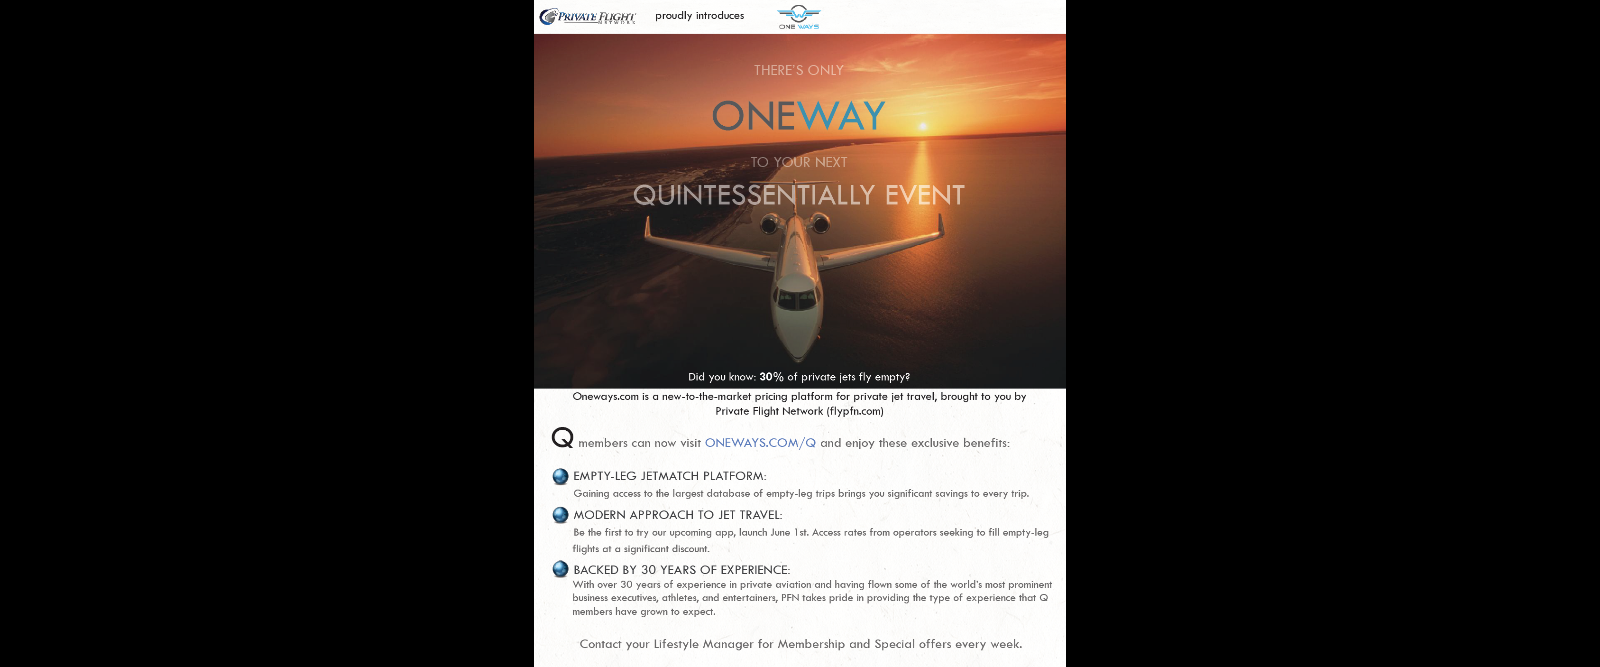 PRIVATE FLIGHT
NETWORK
proudly introduces
ONE WAYS
THERE'S ONLY
ONEWAY
TO YOUR NEXT
QUINTESSENTIALLY EVENT
Did you know: 30% of private jets fly empty?
Oneways.com is a new-to-the-market pricing platform for private jet travel, brought to you by
Private Flight Network (flypfn.com)
Q members can now visit ONEWAYS.COM/Q and enjoy these exclusive benefits:
EMPTY-LEG JETMATCH PLATFORM:
Gaining access to the largest database of empty-leg trips brings you significant savings to every trip.
MODERN APPROACH TO JET TRAVEL:
Be the first to try our upcoming app, launch June 1st. Access rates from operators seeking to fill empty-leg
flights at a significant discount.
BACKED BY 30 YEARS OF EXPERIENCE:
With over 30 years of experience in private aviation and having flown some of the world's most prominent
business executives, athletes, and entertainers, PFN takes pride in providing the type of experience that Q
members have grown to expect.
Contact your Lifestyle Manager for Membership and Special offers every week.